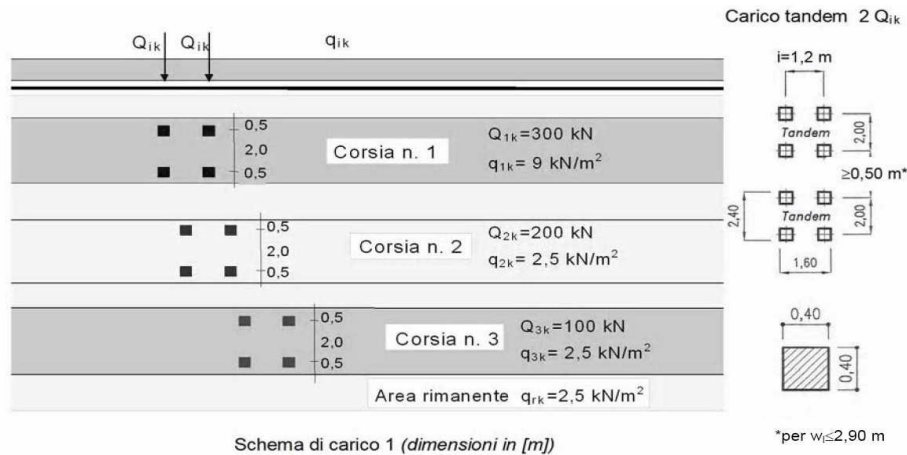 Carico tandem 2 Qik
Qik Qik qik
i=1,2 m
0,5
2,0
0,5
Corsia n. 1
Q1k=300 kN
q1k= 9 kN/m²
Tandem
2,00
≥0,50 m*
0,5
2,0
0,5
Corsia n. 2
Q2k=200 kN
q2k= 2,5 kN/m²
2,40
Tandem
2,00
1,60
0,5
2,0
0,5
Corsia n. 3
Q3k=100 kN
q3k= 2,5 kN/m²
0,40
0,40
Area rimanente qrk=2,5 kN/m²
Schema di carico 1 (dimensioni in [m])
*per wl≤2,90 m